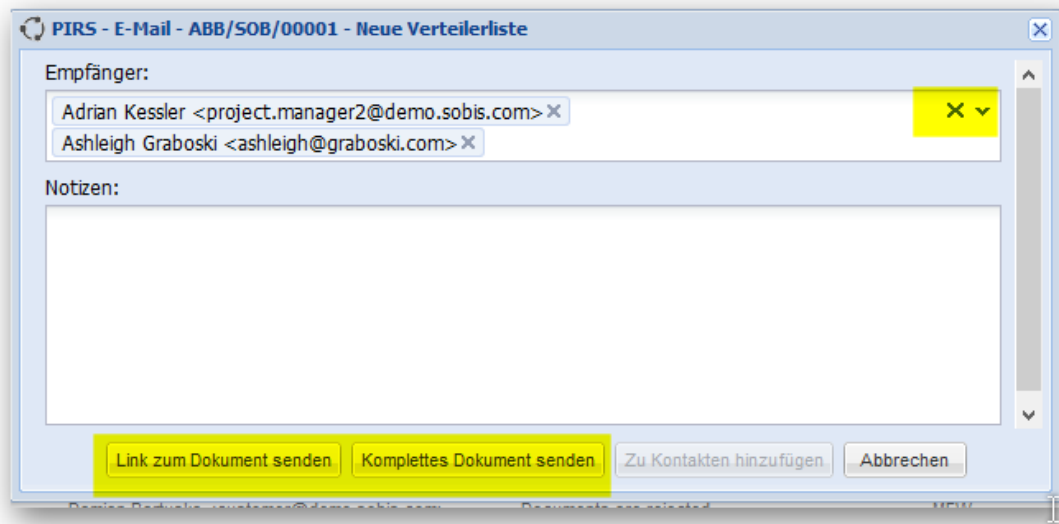 PIRS - E-Mail - ABB/SOB/00001 - Neue Verteilerliste
Empfänger:
Adrian Kessler <project.manager2@demo.sobis.com>
Ashleigh Graboski <ashleigh@graboski.com>
Notizen:
Link zum Dokument senden Komplettes Dokument senden Zu Kontakten hinzufügen Abbrechen